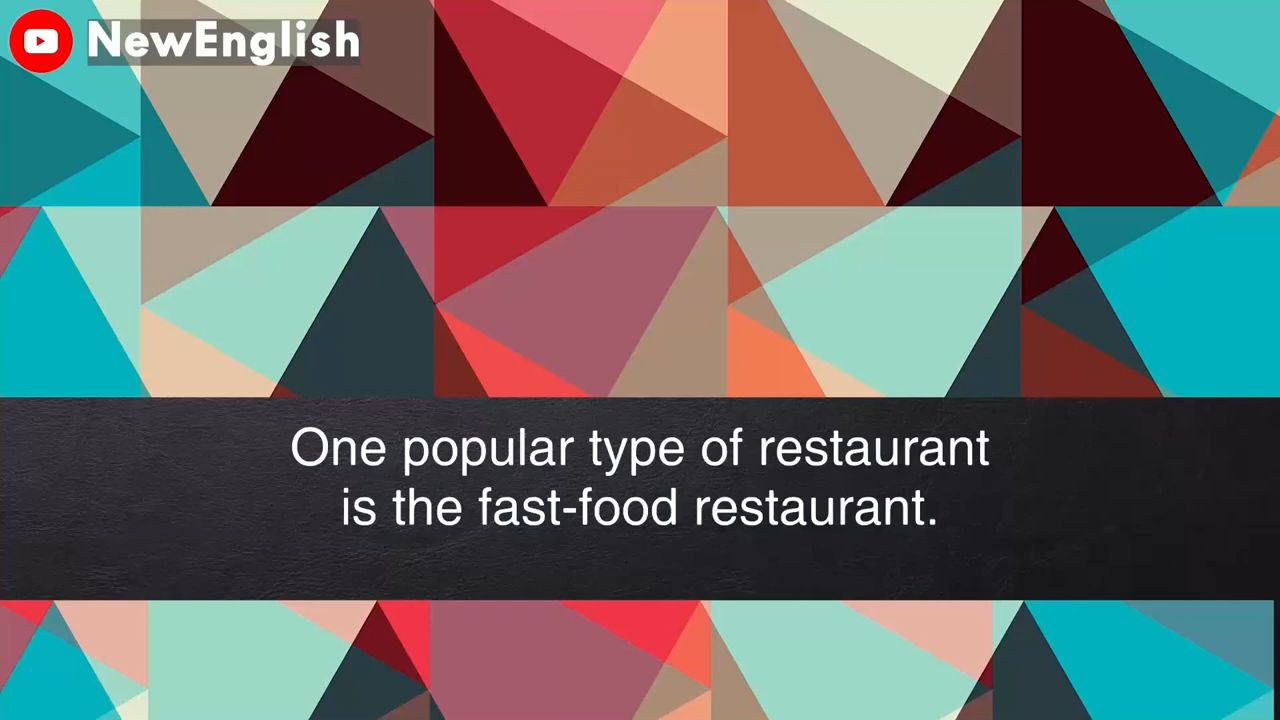 NewEnglish
One popular type of restaurant
is the fast-food restaurant.